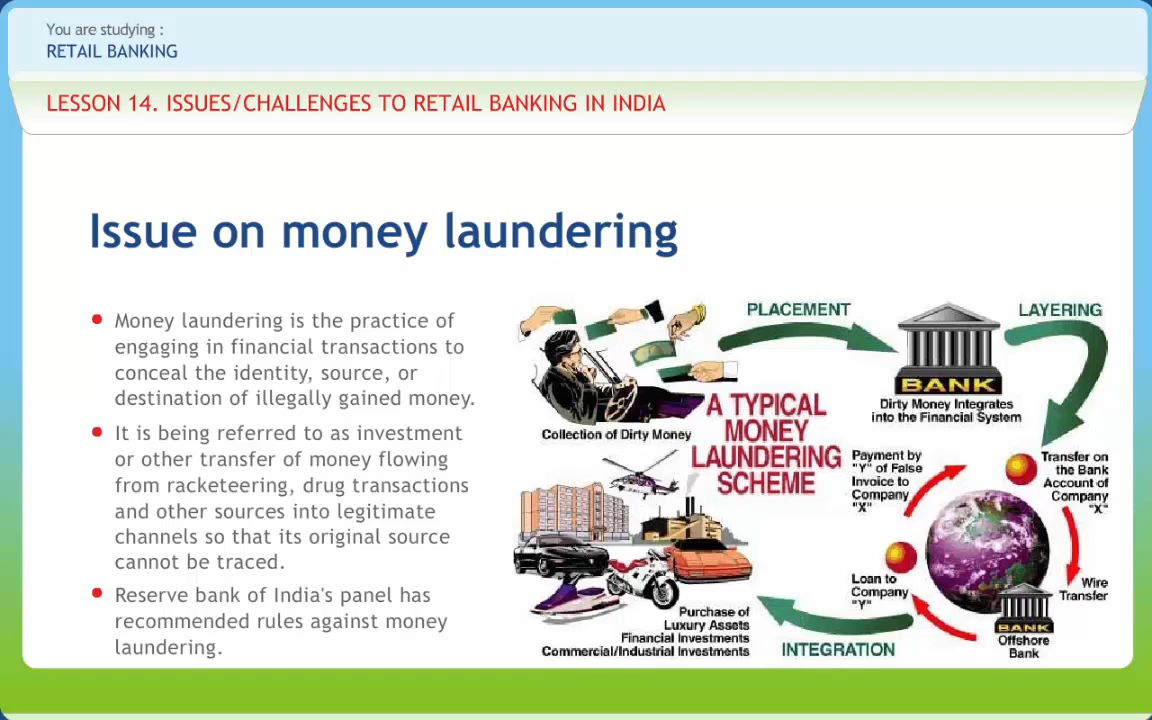 You are studying :
RETAIL BANKING
LESSON 14. ISSUES/CHALLENGES TO RETAIL BANKING IN INDIA
Issue on money laundering
Money laundering is the practice of
engaging in financial transactions to
conceal the identity, source, or
destination of illegally gained money.
It is being referred to as investment
or other transfer of money flowing
from racketeering, drug transactions
and other sources into legitimate
channels so that its original source
cannot be traced.
Reserve bank of India's panel has
recommended rules against money
laundering.
PLACEMENT
LAYERING
BANK
Dirty Money Integrates
into the Financial System
Collection of Dirty Money
A TYPICAL
MONEY
LAUNDERING
SCHEME
Payment by
"Y" of False
Invoice to
Company
"X"
Transfer on
the Bank
Account of
Company
"X"
Loan to
Company
"Y"
Wire
Transfer
BANK
Offshore
Bank
Purchase of
Luxury Assets
Financial Investments
Commercial/Industrial Investments
INTEGRATION